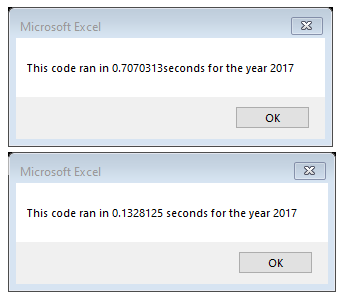 Microsoft Excel
This code ran in 0.7070313seconds for the year 2017
OK
Microsoft Excel
This code ran in 0.1328125 seconds for the year 2017
OK